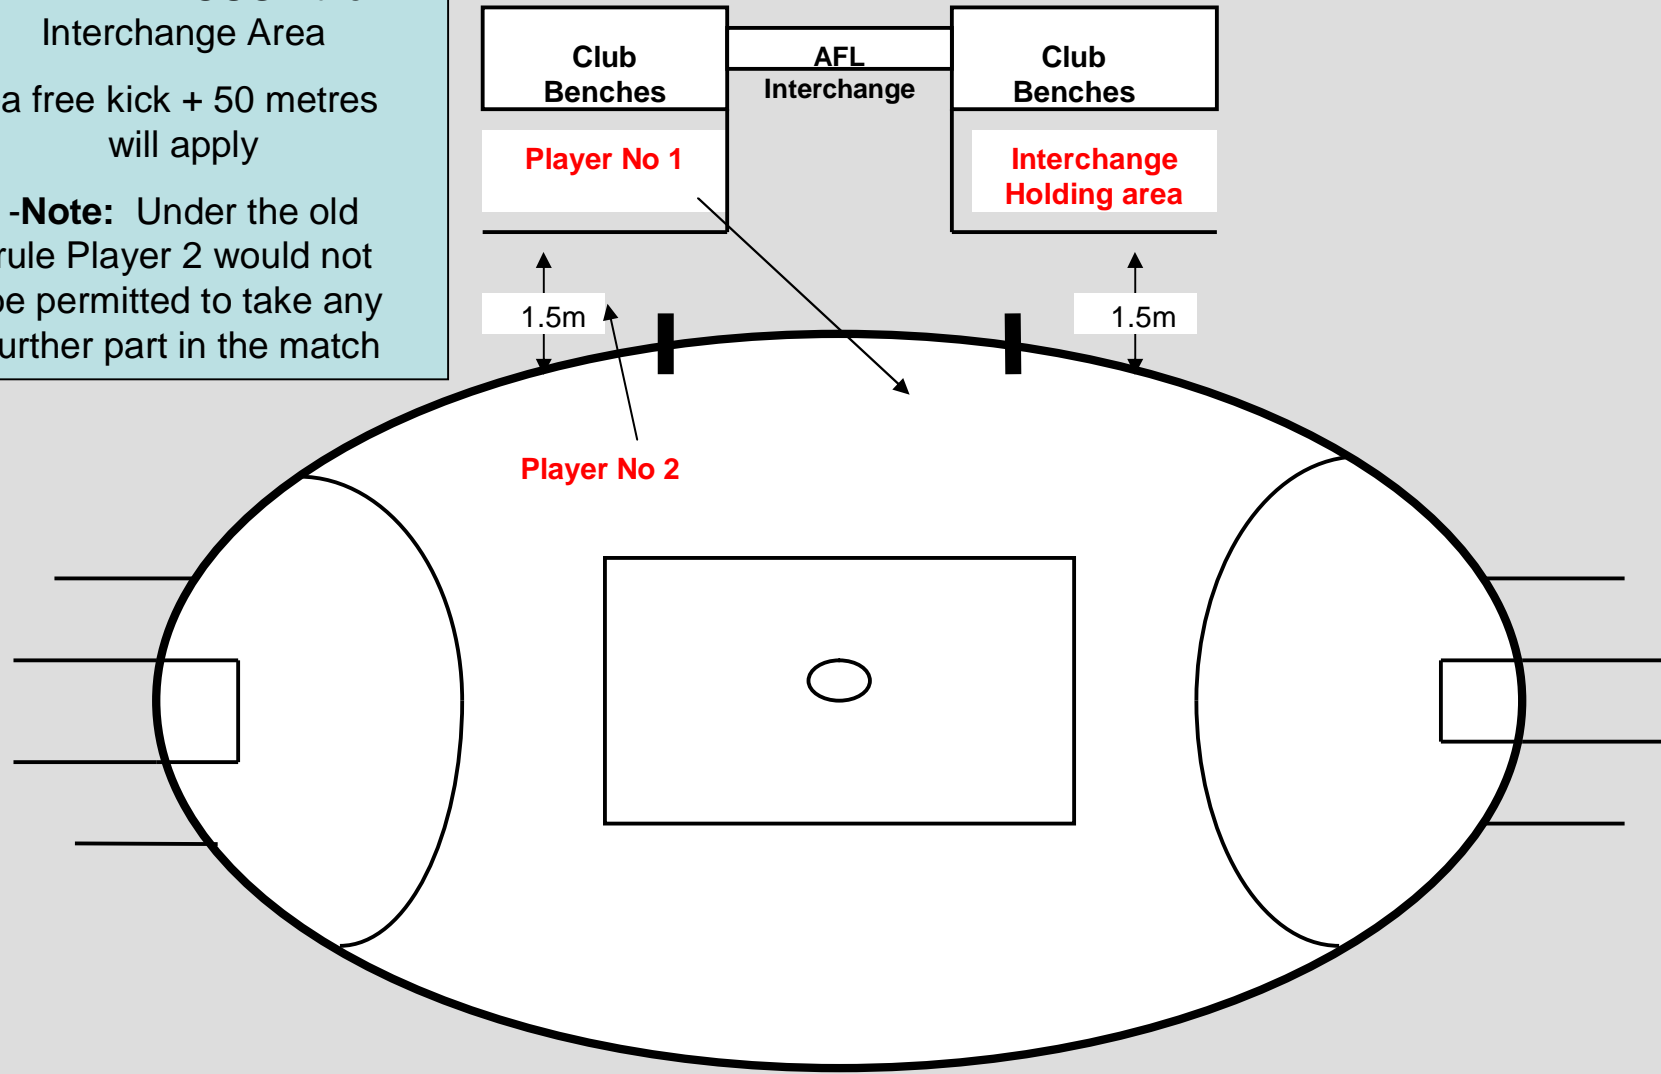 Interchange Area
a free kick + 50 metres
will apply
-Note: Under the old
rule Player 2 would not
be permitted to take any
further part in the match
Club
Benches
AFL
Interchange
Club
Benches
Player No 1
Interchange
Holding area
1.5m
1.5m
Player No 2